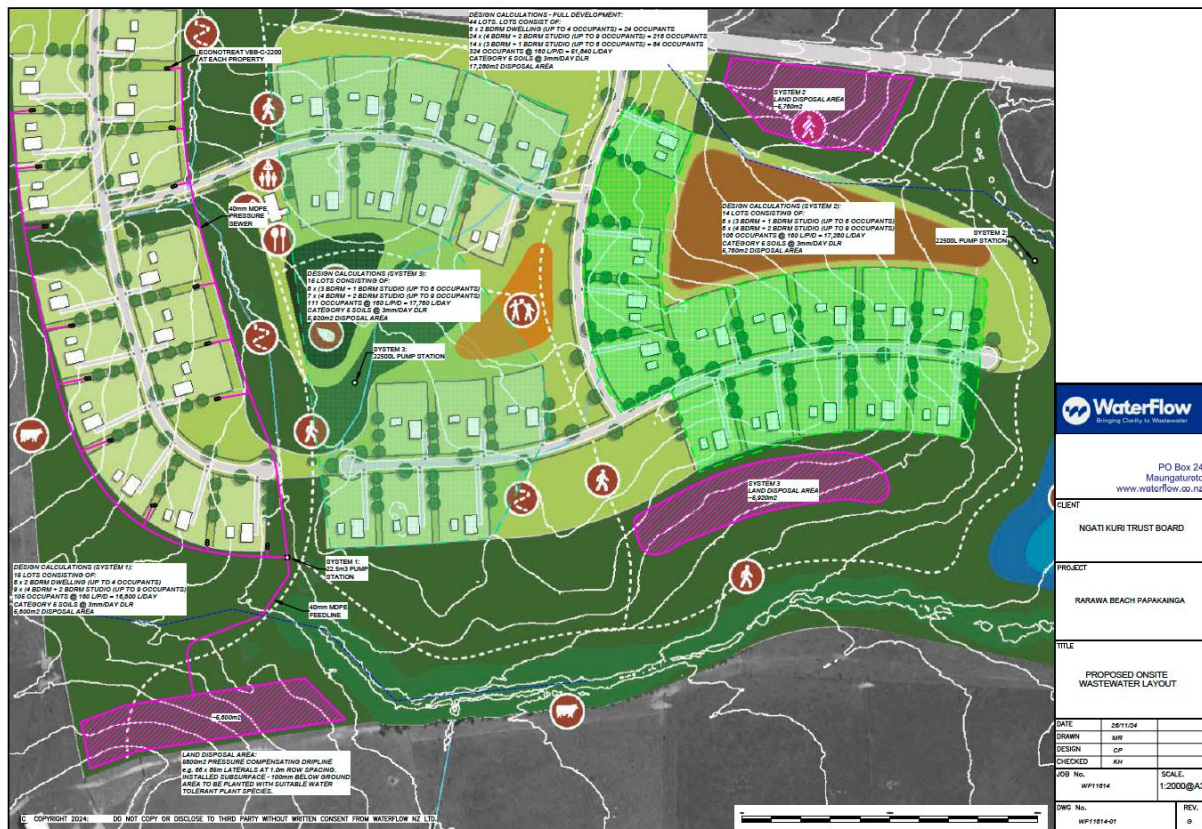 DESIGN CALCULATIONS - FULL DEVELOPMENT:
44 LOTS. LOTS CONSIST OF:
6 x 2 BDRM DWELLING (UP TO 4 OCCUPANTS) = 24 OCCUPANTS
24 x (4 BDRM + 2 BDRM STUDIO (UP TO 9 OCCUPANTS) = 216 OCCUPANTS
14 x (3 BDRM + 1 BDRM STUDIO (UP TO 6 OCCUPANTS) = 84 OCCUPANTS
324 OCCUPANTS @ 160 L/P/D = 51,840 L/DAY
CATEGORY 5 SOILS @ 3mm/DAY DLR
17,280m2 DISPOSAL AREA
ECONOTREAT VBB-C-2200
AT EACH PROPERTY
SYSTEM 2
LAND DISPOSAL AREA
~5,760m2
40mm MDPE
PRESSURE
SEWER
DESIGN CALCULATIONS (SYSTEM 2):
14 LOTS CONSISTING OF:
6 x (3 BDRM + 1 BDRM STUDIO (UP TO 6 OCCUPANTS)
8 x (4 BDRM + 2 BDRM STUDIO (UP TO 9 OCCUPANTS)
108 OCCUPANTS @ 160 L/P/D = 17,280 L/DAY
CATEGORY 5 SOILS @ 3mm/DAY DLR
5,760m2 DISPOSAL AREA
SYSTEM 2:
22500L PUMP STATION
DESIGN CALCULATIONS (SYSTEM 3):
15 LOTS CONSISTING OF:
8 x (3 BDRM + 1 BDRM STUDIO (UP TO 6 OCCUPANTS)
7 x (4 BDRM + 2 BDRM STUDIO (UP TO 9 OCCUPANTS)
111 OCCUPANTS @ 160 L/P/D = 17,760 L/DAY
CATEGORY 5 SOILS @ 3mm/DAY DLR
5,920m2 DISPOSAL AREA
SYSTEM 3:
22500L PUMP STATION
SYSTEM 3
LAND DISPOSAL AREA
~5,920m2
DESIGN CALCULATIONS (SYSTEM 1):
15 LOTS CONSISTING OF:
6 x 2 BDRM DWELLING (UP TO 4 OCCUPANTS)
9 x (4 BDRM + 2 BDRM STUDIO (UP TO 9 OCCUPANTS)
105 OCCUPANTS @ 160 L/P/D = 16,800 L/DAY
CATEGORY 5 SOILS @ 3mm/DAY DLR
5,600m2 DISPOSAL AREA
SYSTEM 1:
22.5m3 PUMP
STATION
40mm MDPE
FEEDLINE
~5,600m2
LAND DISPOSAL AREA:
5600m2 PRESSURE COMPENSATING DRIPLINE
e.g. 66 x 85m LATERALS AT 1.0m ROW SPACING.
INSTALLED SUBSURFACE - 100mm BELOW GROUND
AREA TO BE PLANTED WITH SUITABLE WATER
TOLERANT PLANT SPECIES.
C COPYRIGHT 2024: DO NOT COPY OR DISCLOSE TO THIRD PARTY WITHOUT WRITTEN CONSENT FROM WATERFLOW NZ LTD.
WaterFlow
Bringing Clarity to Wastewater
PO Box 24
Maungaturoto
www.waterflow.co.nz
CLIENT
NGATI KURI TRUST BOARD
PROJECT
RARAWA BEACH PAPAKAINGA
TITLE
PROPOSED ONSITE
WASTEWATER LAYOUT
DATE 26/11/24
DRAWN MR
DESIGN CP
CHECKED KH
JOB No. SCALE.
WF11614 1:2000@A3
DWG No. REV.
WF11614-01 G